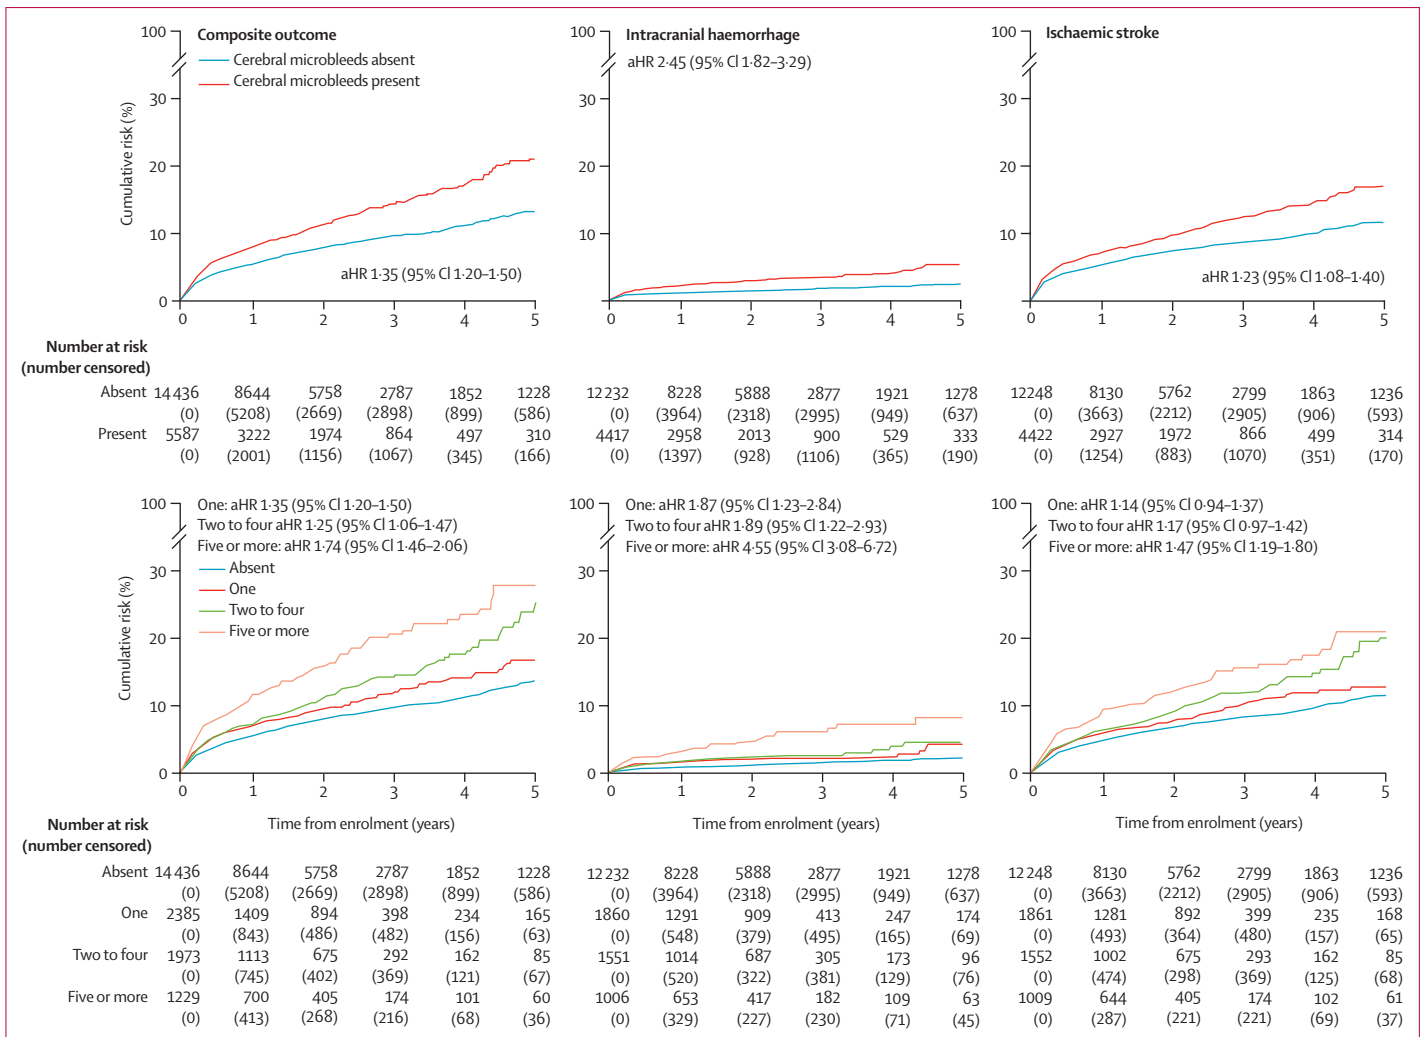 Composite outcome
Cerebral microbleeds absent
Cerebral microbleeds present
aHR 1·35 (95% CI 1·20–1·50)
Cumulative risk (%)
100
30
20
10
0
0 1 2 3 4 5
Intracranial haemorrhage
aHR 2·45 (95% CI 1·82–3·29)
100
30
20
10
0
0 1 2 3 4 5
Ischaemic stroke
aHR 1·23 (95% CI 1·08–1·40)
100
30
20
10
0
0 1 2 3 4 5
Number at risk
(number censored)
Absent 14 436 8644 5758 2787 1852 1228 12 232 8228 5888 2877 1921 1278 12 248 8130 5762 2799 1863 1236
(0) (5208) (2669) (2898) (899) (586) (0) (3964) (2318) (2995) (949) (637) (0) (3663) (2212) (2905) (906) (593)
Present 5587 3222 1974 864 497 310 4417 2958 2013 900 529 333 4422 2927 1972 866 499 314
(0) (2001) (1156) (1067) (345) (166) (0) (1397) (928) (1106) (365) (190) (0) (1254) (883) (1070) (351) (170)
One: aHR 1·35 (95% CI 1·20–1·50)
Two to four aHR 1·25 (95% CI 1·06–1·47)
Five or more: aHR 1·74 (95% CI 1·46–2·06)
Absent
One
Two to four
Five or more
Cumulative risk (%)
100
30
20
10
0
0 1 2 3 4 5
Time from enrolment (years)
One: aHR 1·87 (95% CI 1·23–2·84)
Two to four aHR 1·89 (95% CI 1·22–2·93)
Five or more: aHR 4·55 (95% CI 3·08–6·72)
100
30
20
10
0
0 1 2 3 4 5
Time from enrolment (years)
One: aHR 1·14 (95% CI 0·94–1·37)
Two to four aHR 1·17 (95% CI 0·97–1·42)
Five or more: aHR 1·47 (95% CI 1·19–1·80)
100
30
20
10
0
0 1 2 3 4 5
Time from enrolment (years)
Number at risk
(number censored)
Absent 14 436 8644 5758 2787 1852 1228 12 232 8228 5888 2877 1921 1278 12 248 8130 5762 2799 1863 1236
(0) (5208) (2669) (2898) (899) (586) (0) (3964) (2318) (2995) (949) (637) (0) (3663) (2212) (2905) (906) (593)
One 2385 1409 894 398 234 165 1860 1291 909 413 247 174 1861 1281 892 399 235 168
(0) (843) (486) (482) (156) (63) (0) (548) (379) (495) (165) (69) (0) (493) (364) (480) (157) (65)
Two to four 1973 1113 675 292 162 85 1551 1014 687 305 173 96 1552 1002 675 293 162 85
(0) (745) (402) (369) (121) (67) (0) (520) (322) (381) (129) (76) (0) (474) (298) (369) (125) (68)
Five or more 1229 700 405 174 101 60 1006 653 417 182 109 63 1009 644 405 174 102 61
(0) (413) (268) (216) (68) (36) (0) (329) (227) (230) (71) (45) (0) (287) (221) (221) (69) (37)